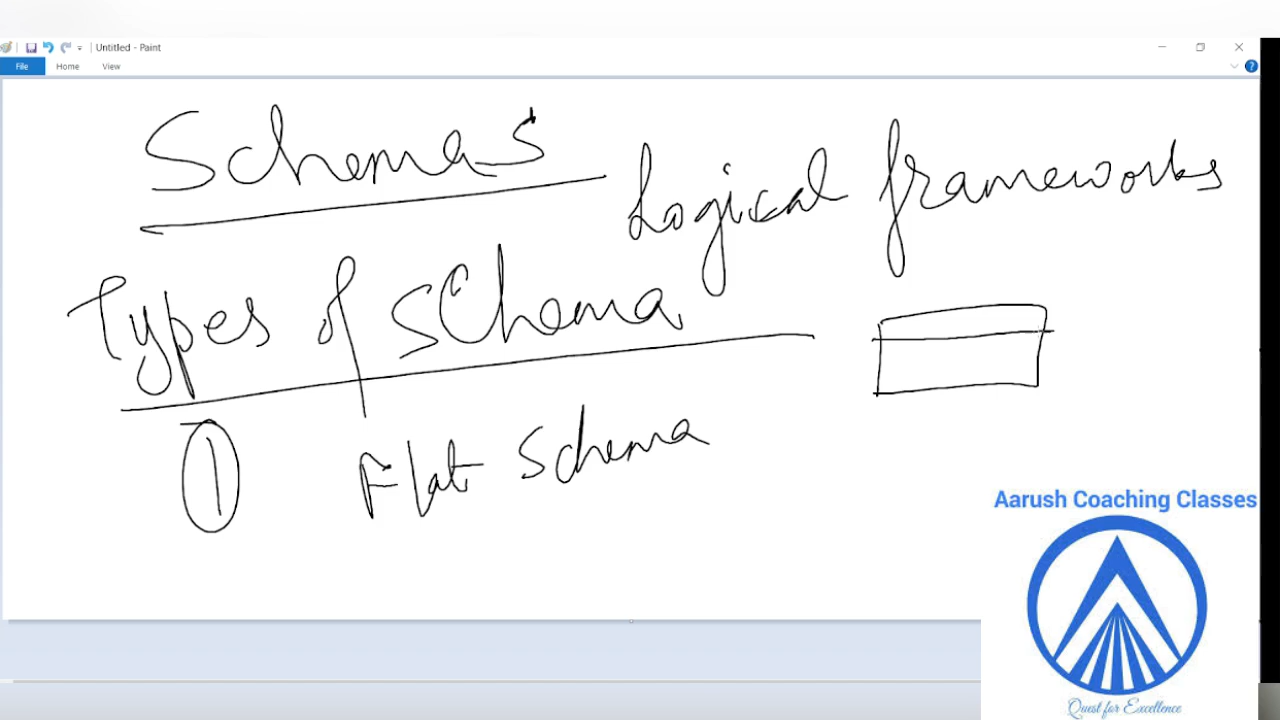 Untitled - Paint
File Home View
Schemas
Logical frameworks
Types of Schema
① Flat Schema
Aarush Coaching Classes
Quest for Excellence